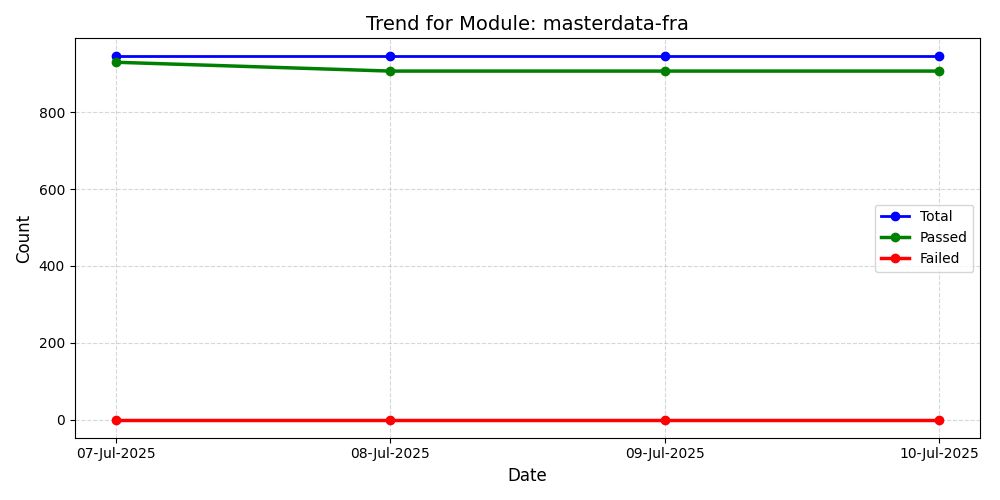 Trend for Module: masterdata-fra
Count
800
600
400
200
0
Total
Passed
Failed
07-Jul-2025
08-Jul-2025
09-Jul-2025
10-Jul-2025
Date